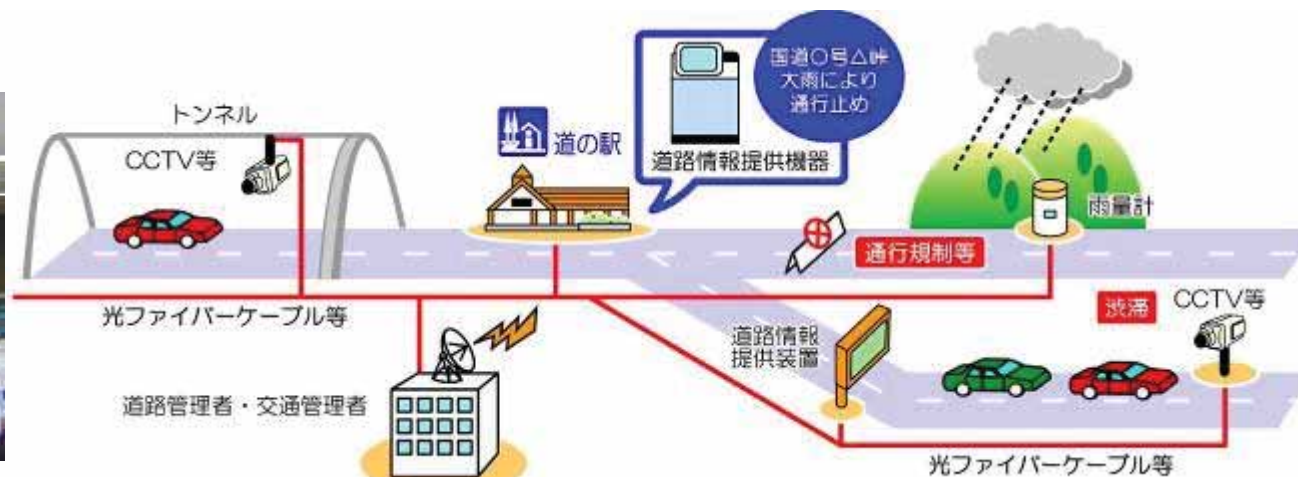 国道〇号△峠
大雨により
通行止め
トンネル
CCTV等
道の駅
道路情報提供機器
雨量計
通行規制等
光ファイバーケーブル等
渋滞
CCTV等
道路情報
提供装置
道路管理者・交通管理者
光ファイバーケーブル等